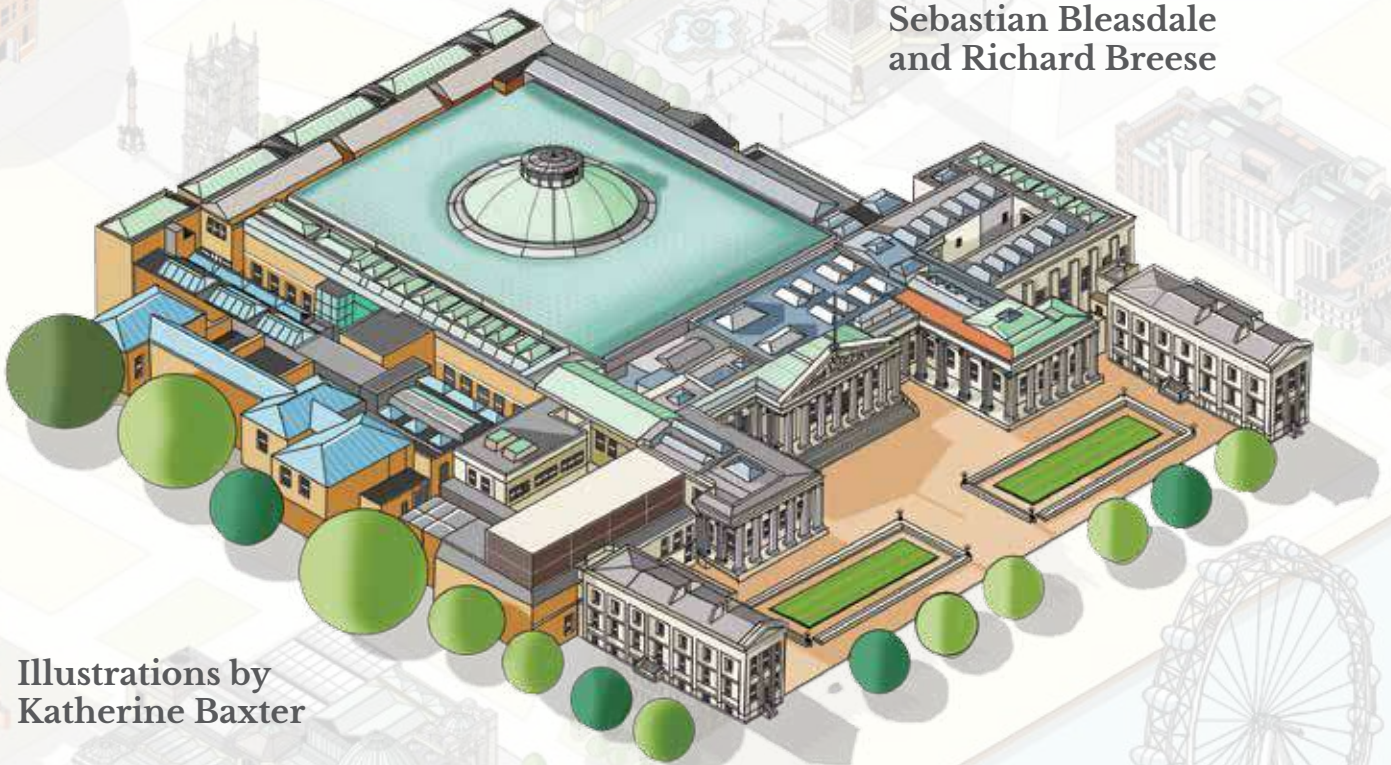 Sebastian Bleasdale
and Richard Breese
Illustrations by
Katherine Baxter